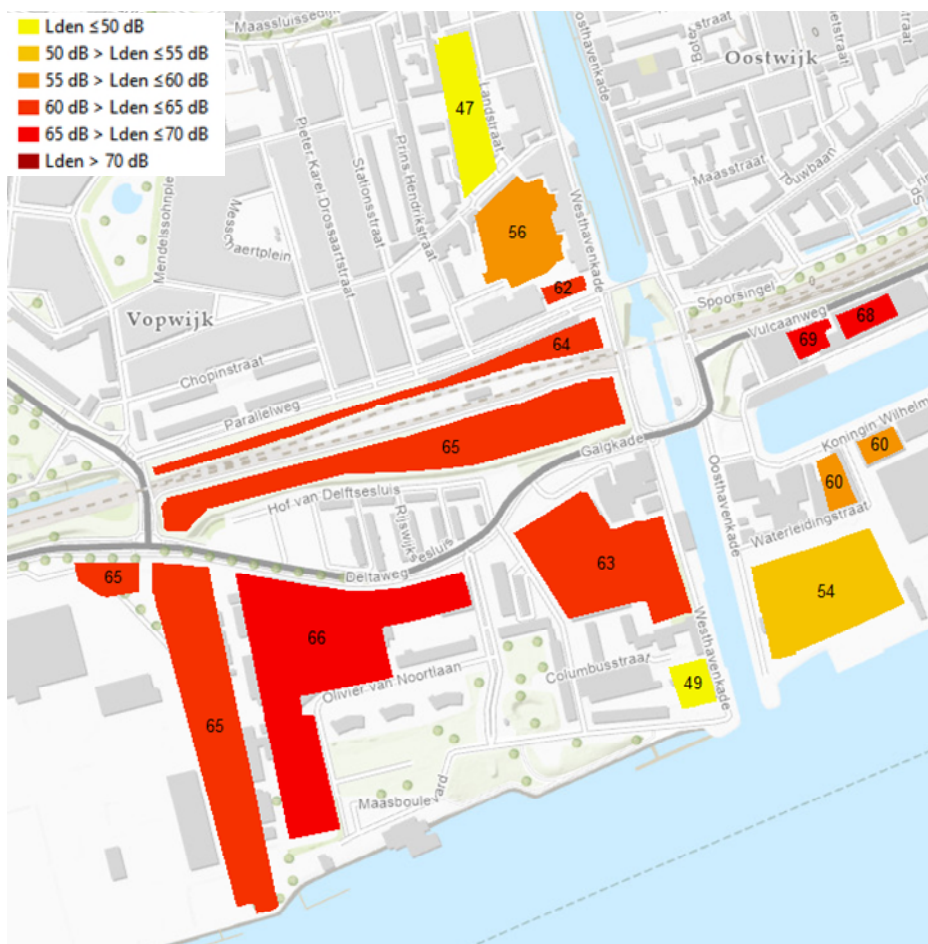 Lden ≤50 dB
50 dB > Lden ≤55 dB
55 dB > Lden ≤60 dB
60 dB > Lden ≤65 dB
65 dB > Lden ≤70 dB
Lden > 70 dB
Maassluissedijk
Oosthavenkade
Oostwijk
47
Landstraat
Pieter Karel Drossaartstraat
Stationsstraat
Prins Hendrikstraat
Mendelssohnplein
Maasstraat
Touwbaan
Westhavenkade
56
62
Spoorsingel
Vulcaanweg
68
69
Vopwijk
64
Chopinstraat
Parallelweg
65
Galgkade
Koningin Wilhelm
60
60
Hof van Delftsesluis
Rijswijksesluis
Oosthavenkade
Waterleidingstraat
Deltaweg
65
63
54
66
Westhavenkade
Columbusstraat
Olivier van Noortlaan
49
65
Maasboulevard